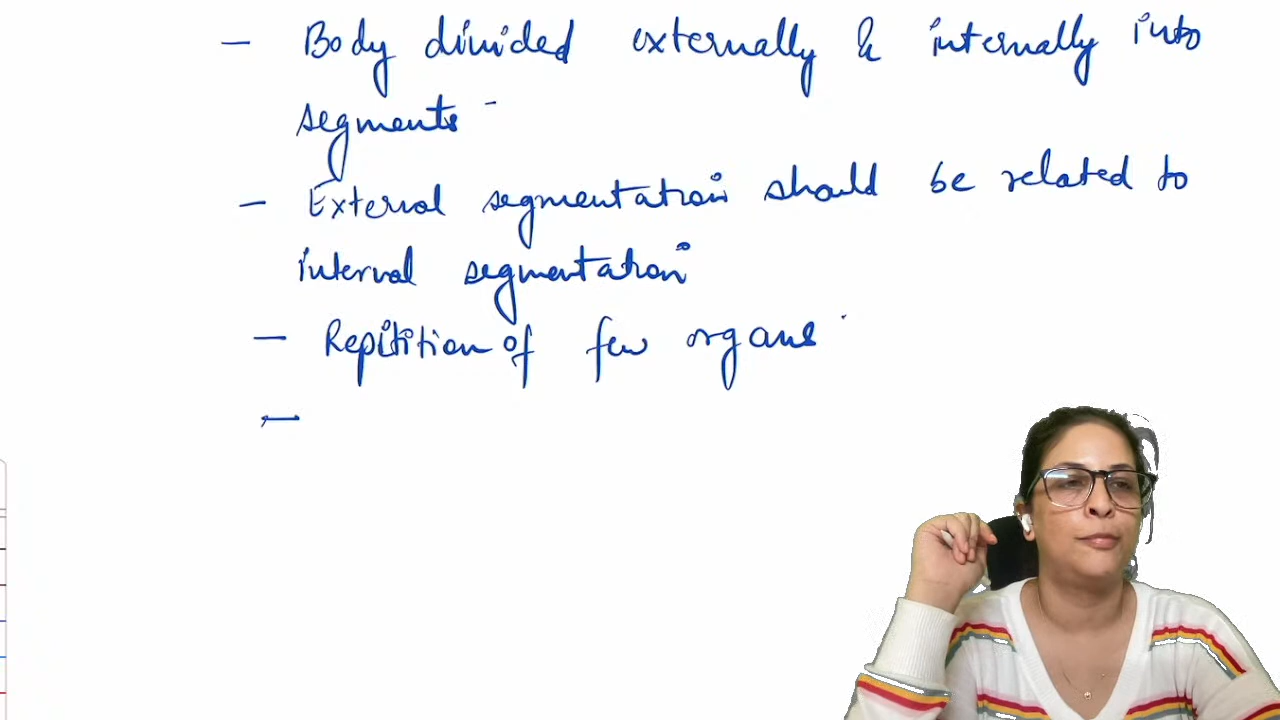 - Body divided externally & internally into
segments -
- External segmentation should be related to
internal segmentation
- Repitition of few organs
-